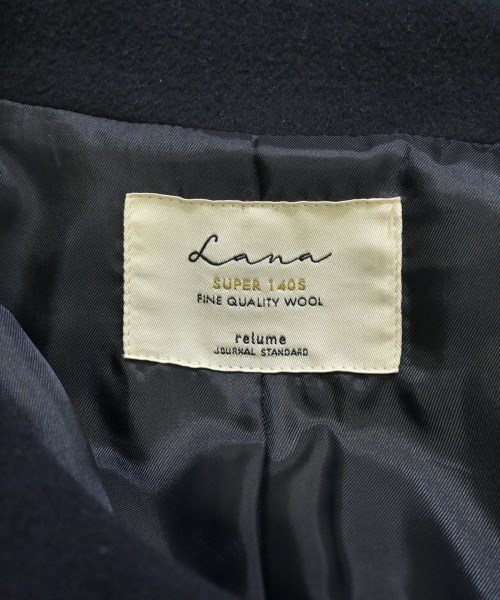 Lana
SUPER 140S
FINE QUALITY WOOL
relume
JOURNAL STANDARD